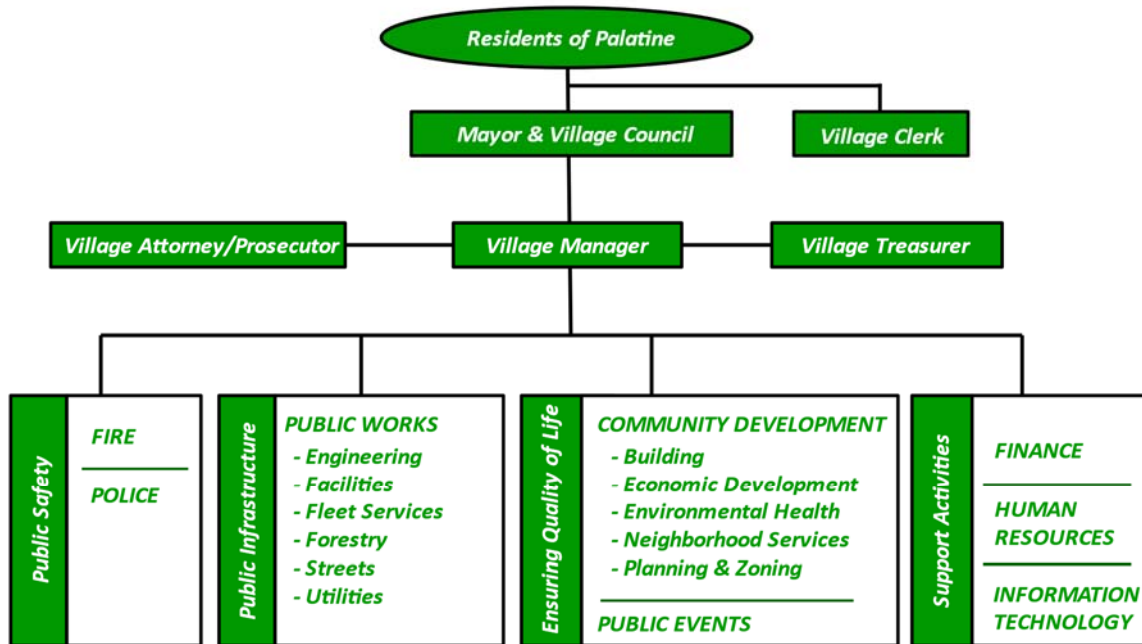 Residents of Palatine
Mayor & Village Council
Village Clerk
Village Attorney/Prosecutor
Village Manager
Village Treasurer
Public Safety
FIRE
POLICE
Public Infrastructure
PUBLIC WORKS
- Engineering
- Facilities
- Fleet Services
- Forestry
- Streets
- Utilities
Ensuring Quality of Life
COMMUNITY DEVELOPMENT
- Building
- Economic Development
- Environmental Health
- Neighborhood Services
- Planning & Zoning
PUBLIC EVENTS
Support Activities
FINANCE
HUMAN
RESOURCES
INFORMATION
TECHNOLOGY